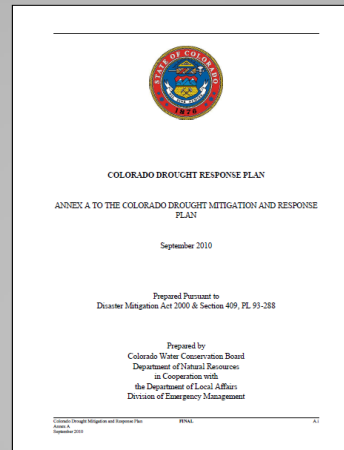 STATE OF COLORADO
1876
COLORADO DROUGHT RESPONSE PLAN
ANNEX A TO THE COLORADO DROUGHT MITIGATION AND RESPONSE
PLAN
September 2010
Prepared Pursuant to
Disaster Mitigation Act 2000 & Section 409, PL 93-288
Prepared by
Colorado Water Conservation Board
Department of Natural Resources
in Cooperation with
the Department of Local Affairs
Division of Emergency Management
Colorado Drought Mitigation and Response Plan FINAL A.1
Annex A
September 2010